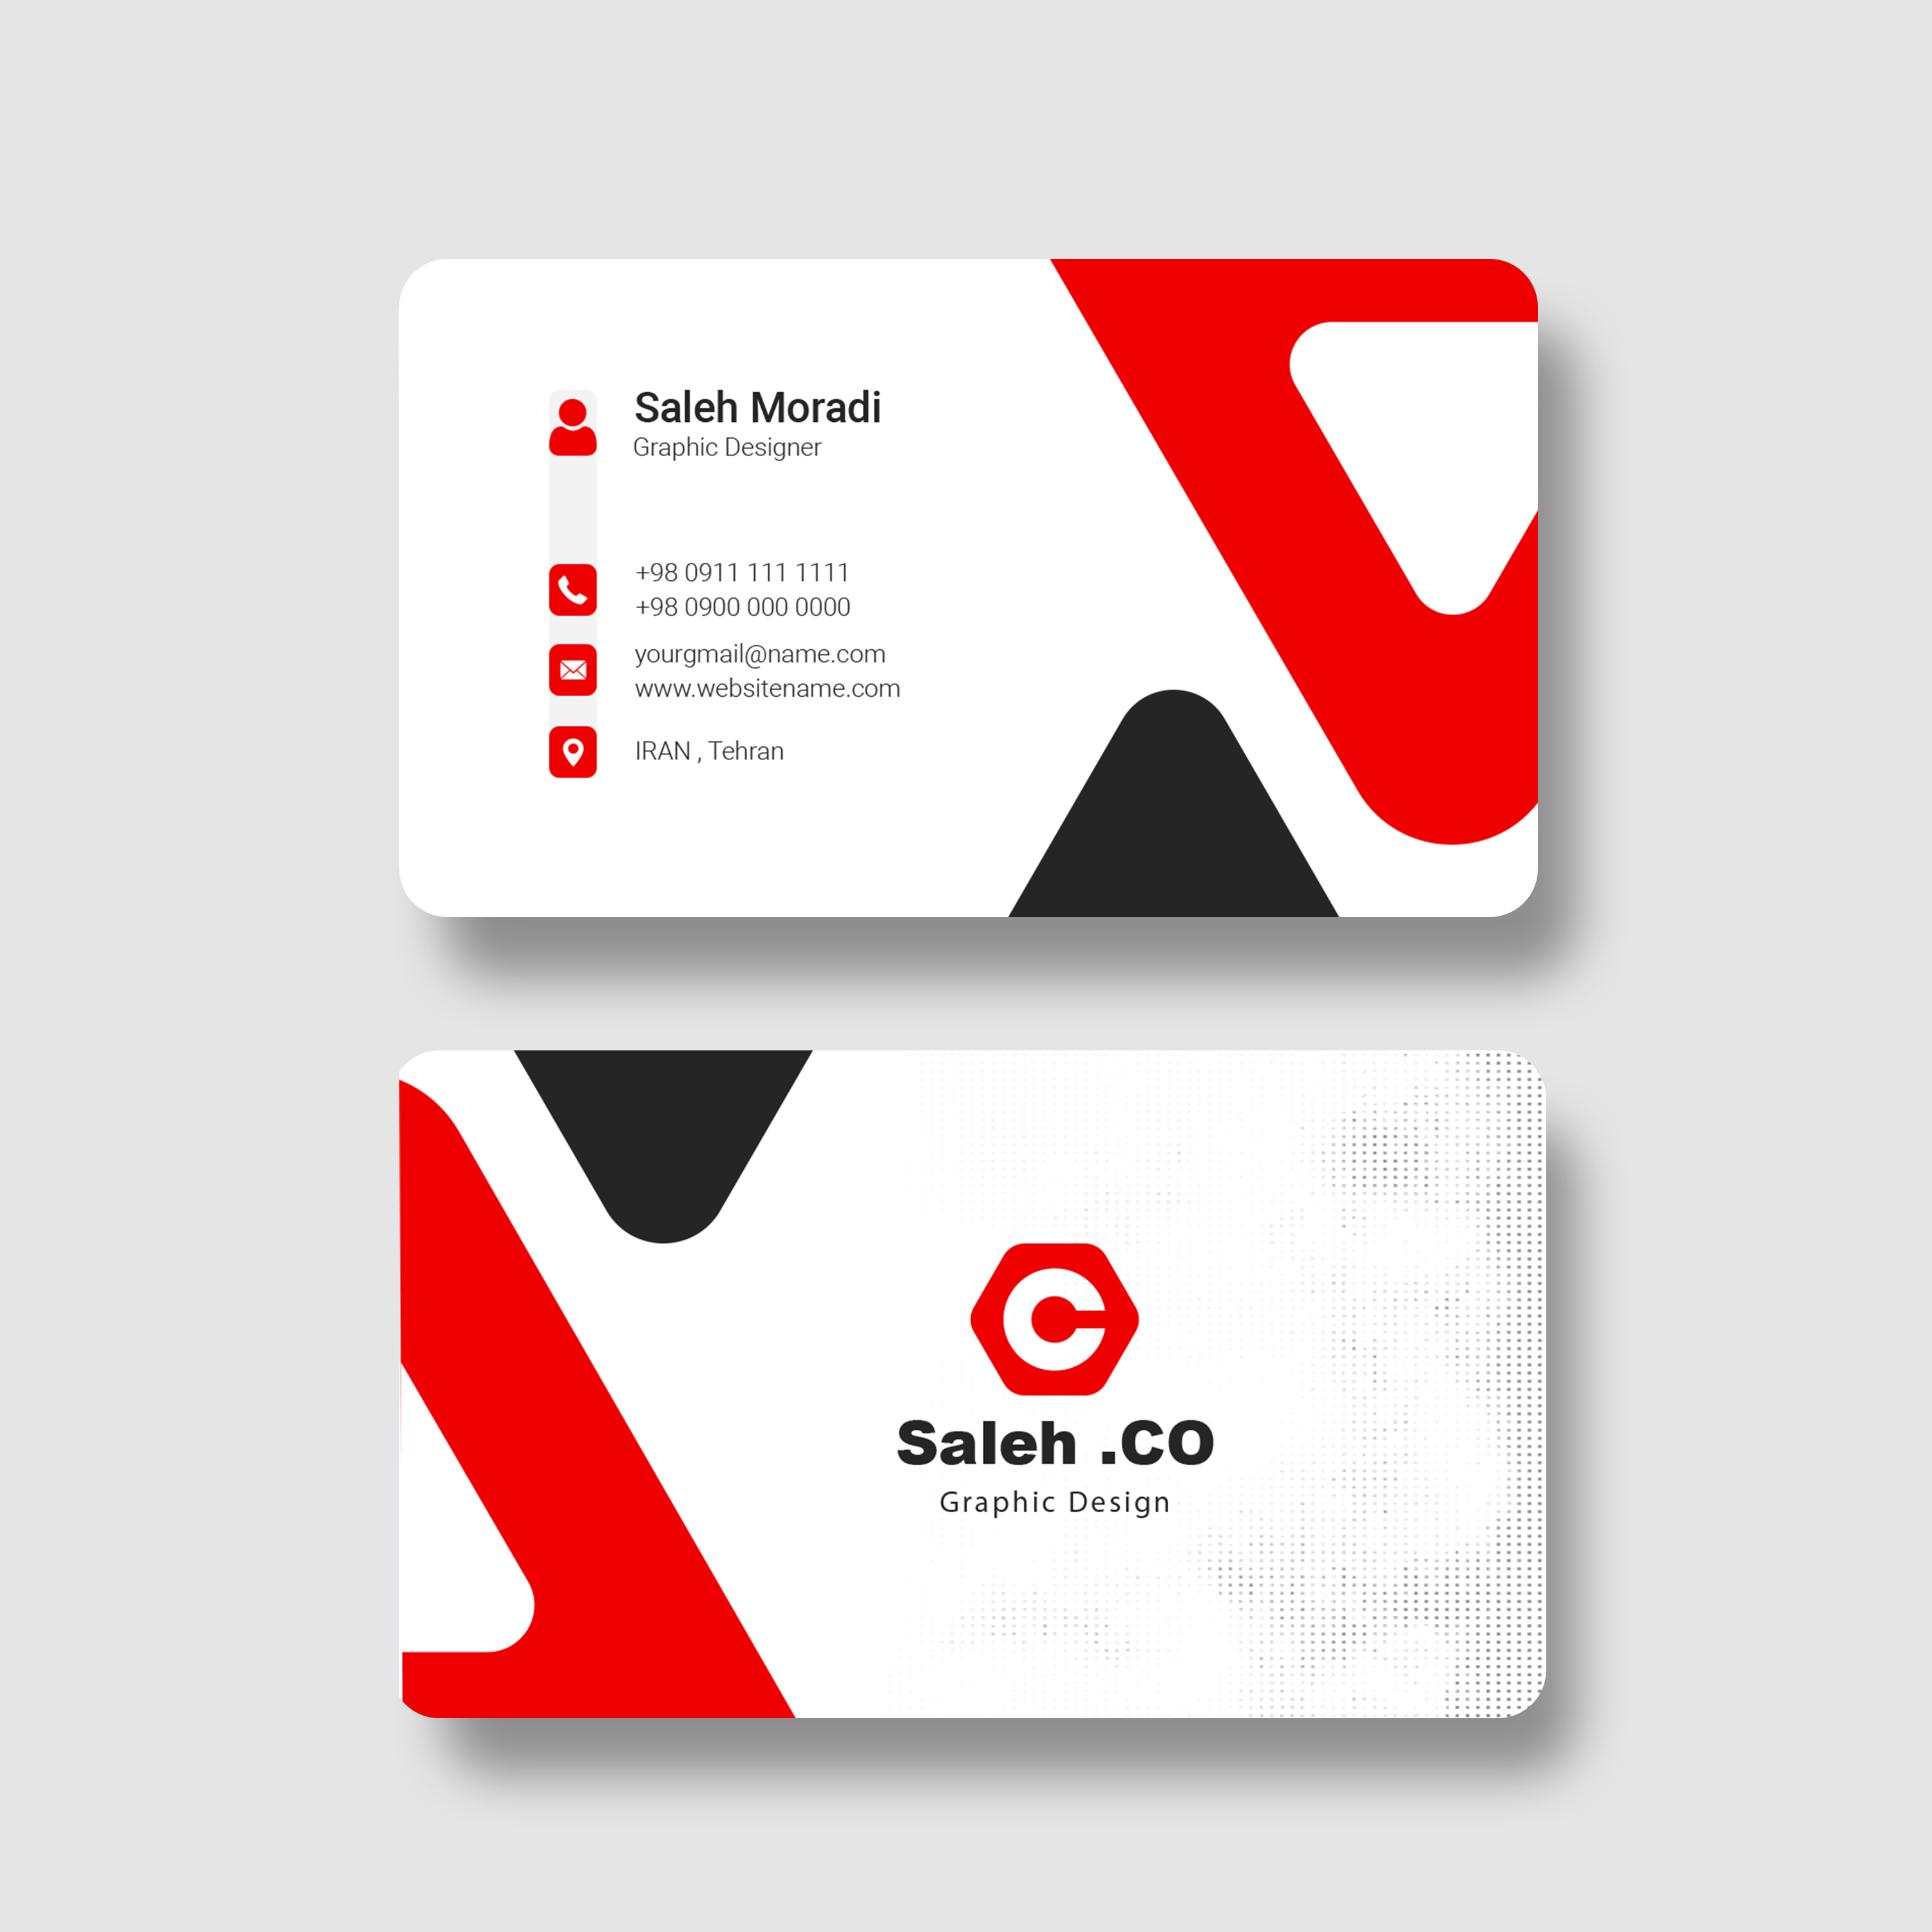 Saleh Moradi
Graphic Designer
+98 0911 111 1111
+98 0900 000 0000
yourgmail@name.com
www.websitename.com
IRAN , Tehran
C
Saleh .CO
Graphic Design